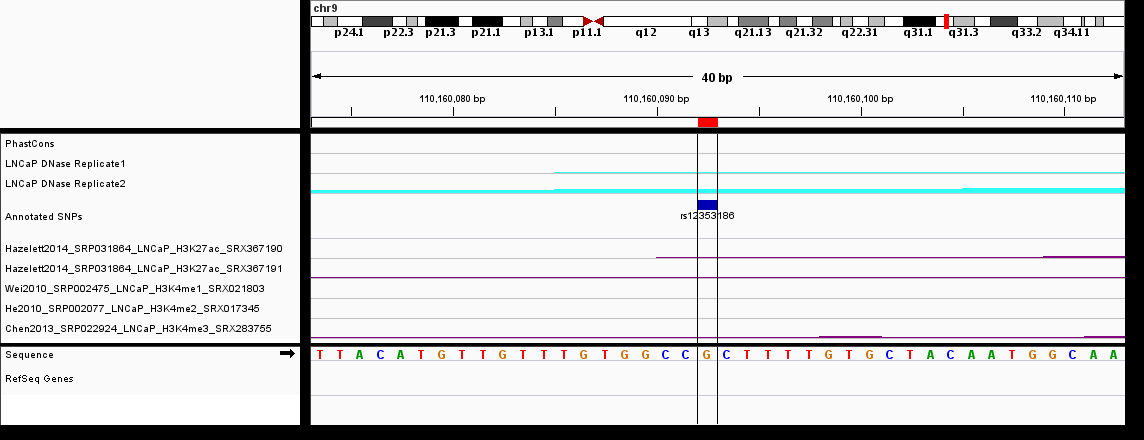 chr9
p24.1 p22.3 p21.3 p21.1 p13.1 p11.1 q12 q13 q21.13 q21.32 q22.31 q31.1 q31.3 q33.2 q34.11
40 bp
110,160,080 bp 110,160,090 bp 110,160,100 bp 110,160,110 bp
PhastCons
LNCaP DNase Replicate1
LNCaP DNase Replicate2
Annotated SNPs
rs12353186
Hazelett2014_SRP031864_LNCaP_H3K27ac_SRX367190
Hazelett2014_SRP031864_LNCaP_H3K27ac_SRX367191
Wei2010_SRP002475_LNCaP_H3K4me1_SRX021803
He2010_SRP002077_LNCaP_H3K4me2_SRX017345
Chen2013_SRP022924_LNCaP_H3K4me3_SRX283755
Sequence T T A C A T G T T G T T T G T G G C C G C T T T T G T G C T A C A A T G G C A A
RefSeq Genes